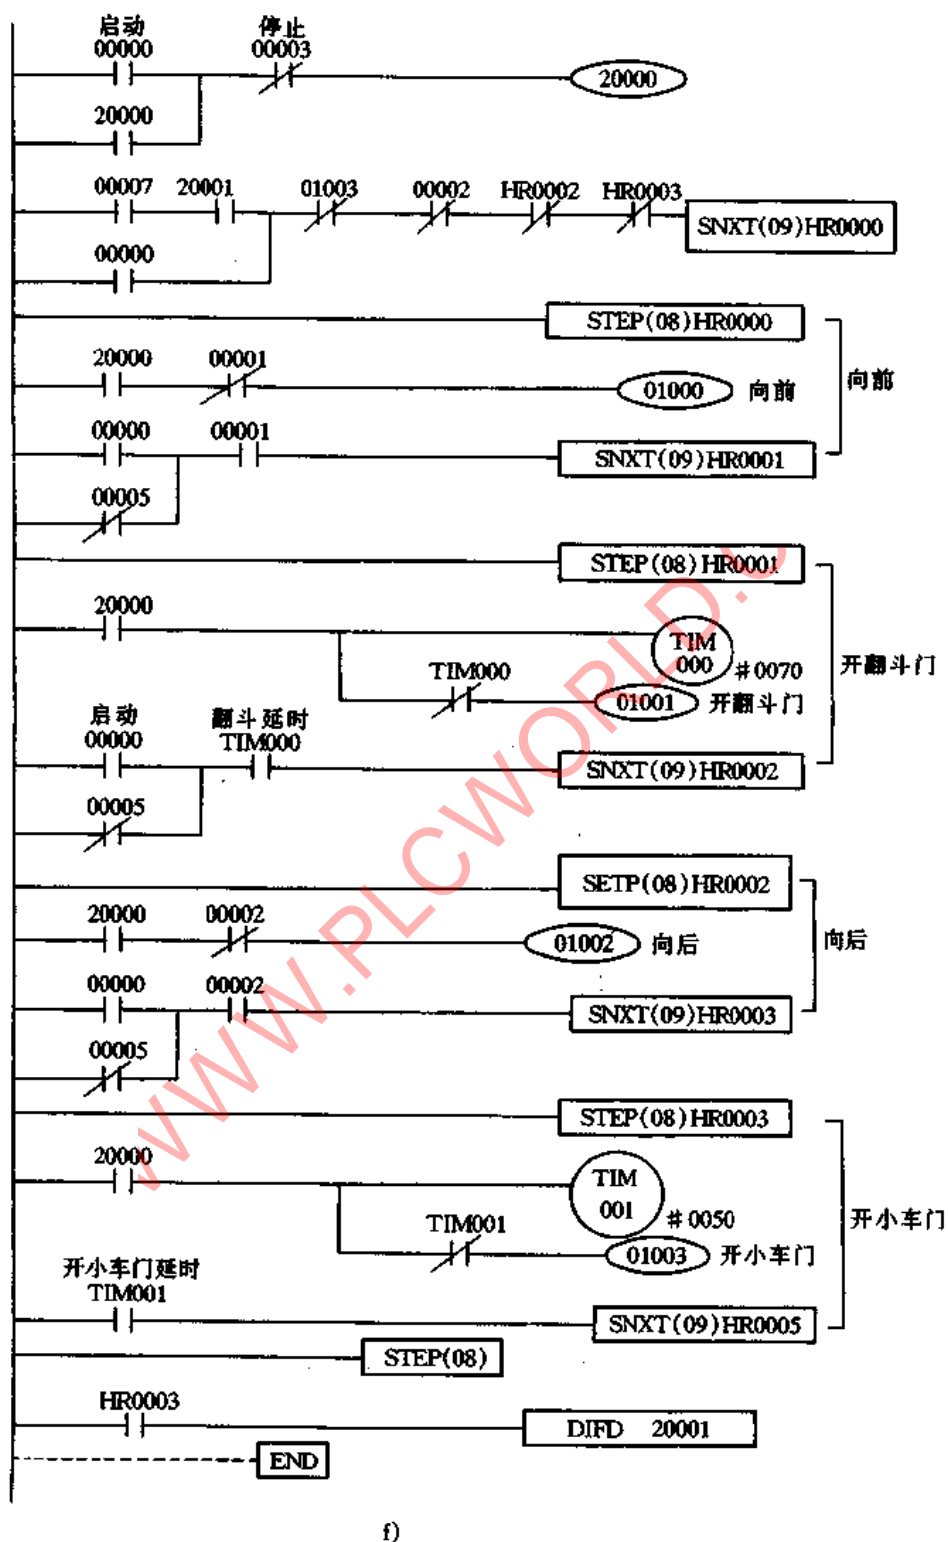 启动 停止
00000 00003
20000
20000
00007 20001 01003 00002 HR0002 HR0003
SNXT(09)HR0000
00000
STEP(08)HR0000
20000 00001
01000 向前
向前
00000 00001
SNXT(09)HR0001
00005
STEP(08)HR0001
20000
TIM
000 #0070
开翻斗门
TIM000
01001 开翻斗门
启动 翻斗延时
00000 TIM000
SNXT(09)HR0002
00005
SETP(08)HR0002
20000 00002
01002 向后
向后
00000 00002
SNXT(09)HR0003
00005
STEP(08)HR0003
20000
TIM
001 #0050
开小车门
TIM001
01003 开小车门
开小车门延时
TIM001
SNXT(09)HR0005
STEP(08)
HR0003
DIFD 20001
END
f)
WWW.PLCWORLD.C